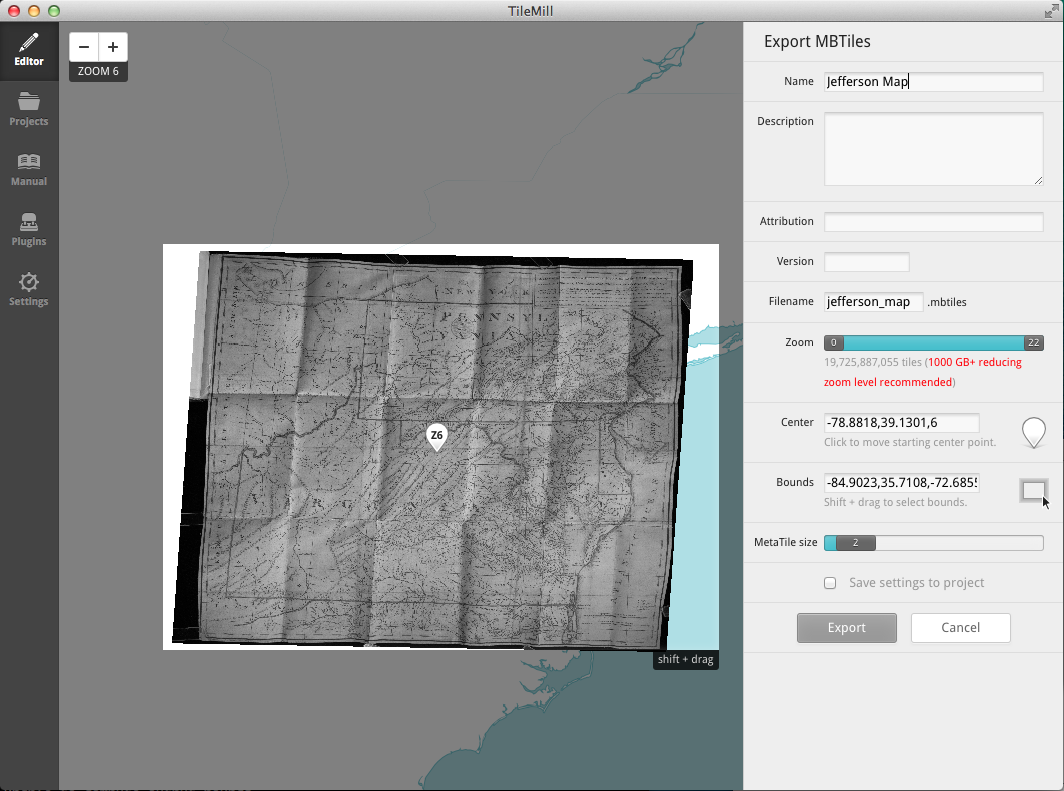 TileMill
Editor
Projects
Manual
Plugins
Settings
ZOOM 6
PENNSYL
Z6
shift + drag
Export MBTiles
Name Jefferson Map
Description
Attribution
Version
Filename jefferson_map .mbtiles
Zoom 0 22
19,725,887,055 tiles (1000 GB+ reducing
zoom level recommended)
Center -78.8818,39.1301,6
Click to move starting center point.
Bounds -84.9023,35.7108,-72.6855
Shift + drag to select bounds.
MetaTile size 2
Save settings to project
Export Cancel